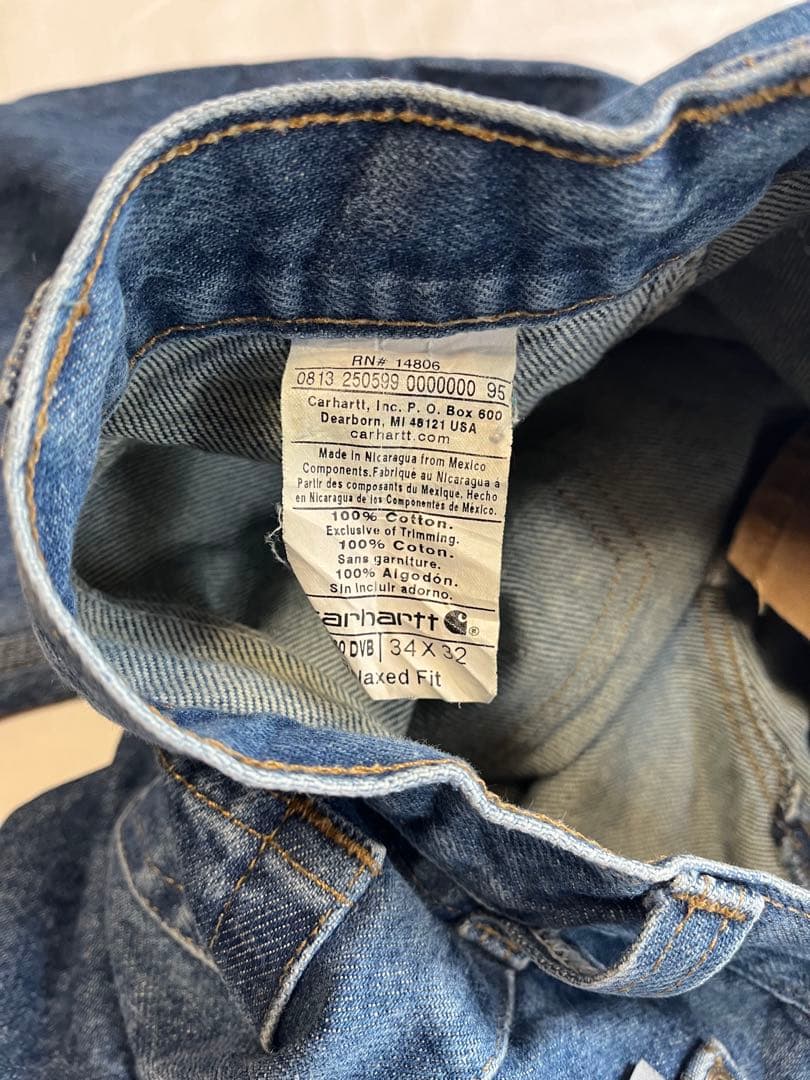 RN# 14806
0813 250599 0000000 95
Carhartt, Inc. P. O. Box 600
Dearborn, MI 48121 USA
carhartt.com
Made in Nicaragua from Mexico
Components. Fabriqué au Nicaragua à
Partir des composants du Mexique. Hecho
en Nicaragua de los Componentes de México.
100% Cotton.
Exclusive of Trimming.
100% Coton.
Sans garniture.
100% Algodón.
Sin Incluir adorno.
carhartt ®
DVB 34 X 32
laxed Fit